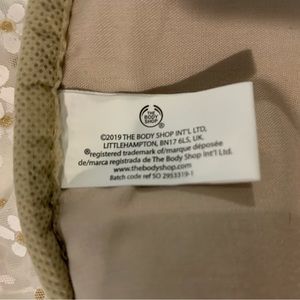 THE
BODY
SHOP
©2019 THE BODY SHOP INT'L LTD,
LITTLEHAMPTON, BN17 6LS, UK.
®registered trademark of/marque déposée
de/marca registrada de The Body Shop Int'l Ltd.
www.thebodyshop.com
Batch code ref SO 2953319-1